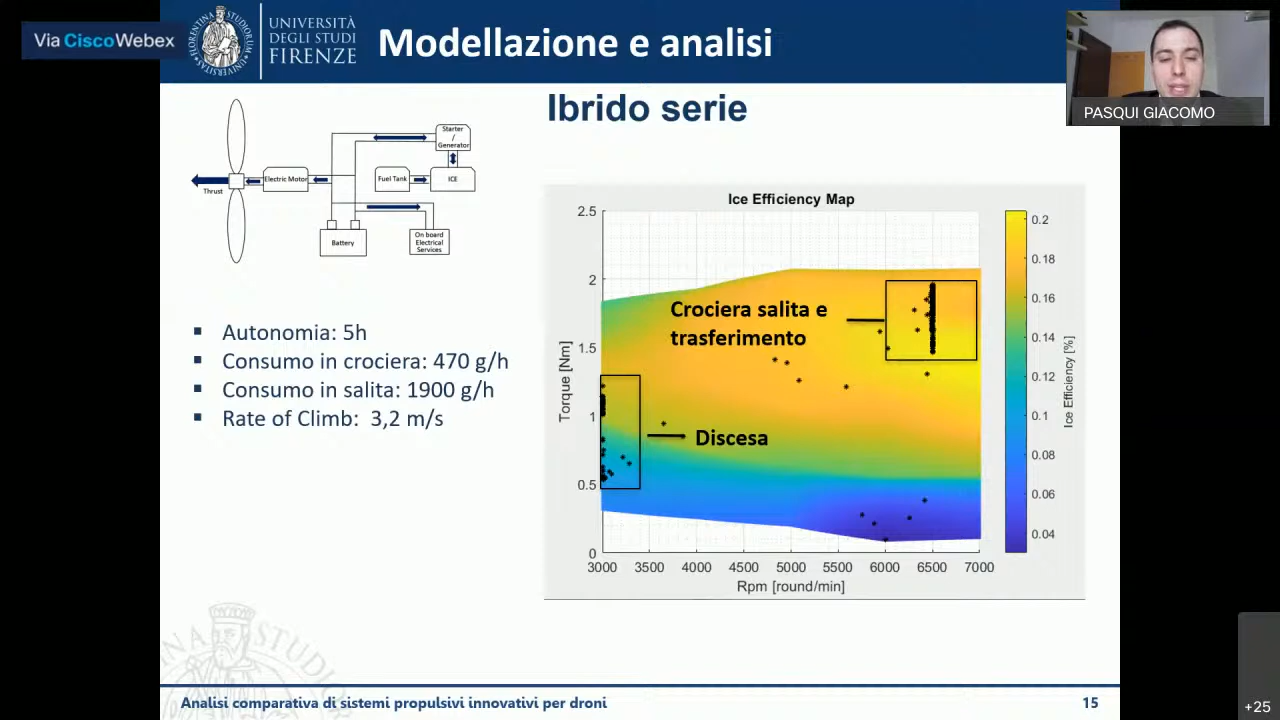 Via Cisco Webex
UNIVERSITÀ
DEGLI STUDI
FIRENZE
Modellazione e analisi
PASQUI GIACOMO
Ibrido serie
Starter
/
Generator
Electric Motor
Fuel Tank
ICE
Thrust
Battery
On board
Electrical
Services
▪ Autonomia: 5h
▪ Consumo in crociera: 470 g/h
▪ Consumo in salita: 1900 g/h
▪ Rate of Climb: 3,2 m/s
Ice Efficiency Map
2.5
2
1.5
1
0.5
0
Torque [Nm]
Crociera salita e
trasferimento
Discesa
3000 3500 4000 4500 5000 5500 6000 6500 7000
Rpm [round/min]
0.2
0.18
0.16
0.14
0.12
0.1
0.08
0.06
0.04
Ice Efficiency [%]
Analisi comparativa di sistemi propulsivi innovativi per droni
15
+25